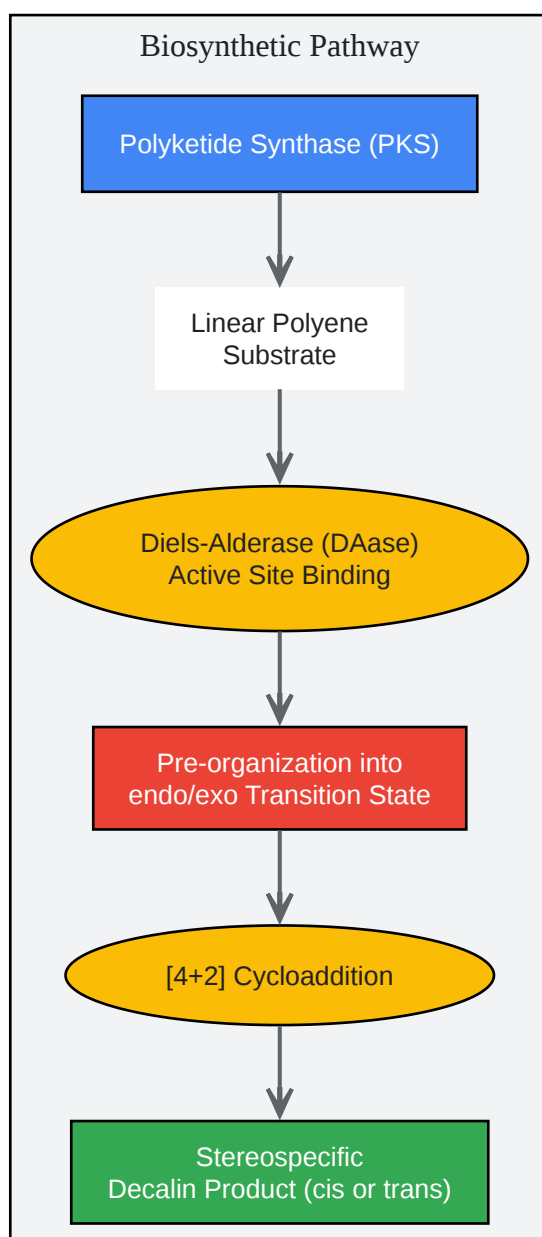 Biosynthetic Pathway
Polyketide Synthase (PKS)
Linear Polyene
Substrate
Diels-Alderase (DAase)
Active Site Binding
Pre-organization into
endo/exo Transition State
[4+2] Cycloaddition
Stereospecific
Decalin Product (cis or trans)